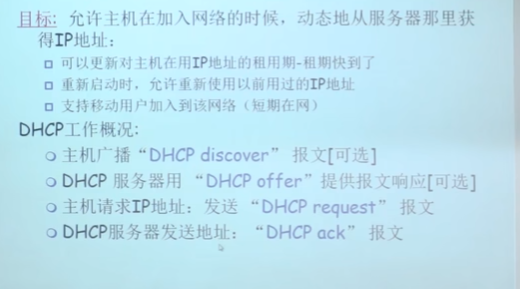 目标: 允许主机在加入网络的时候，动态地从服务器那里获
得IP地址：
可以更新对主机在用IP地址的租用期-租期快到了
重新启动时，允许重新使用以前用过的IP地址
支持移动用户加入到该网络（短期在网）
DHCP工作概况:
主机广播“DHCP discover” 报文[可选]
DHCP 服务器用 “DHCP offer”提供报文响应[可选]
主机请求IP地址：发送 “DHCP request” 报文
DHCP服务器发送地址：“DHCP ack” 报文